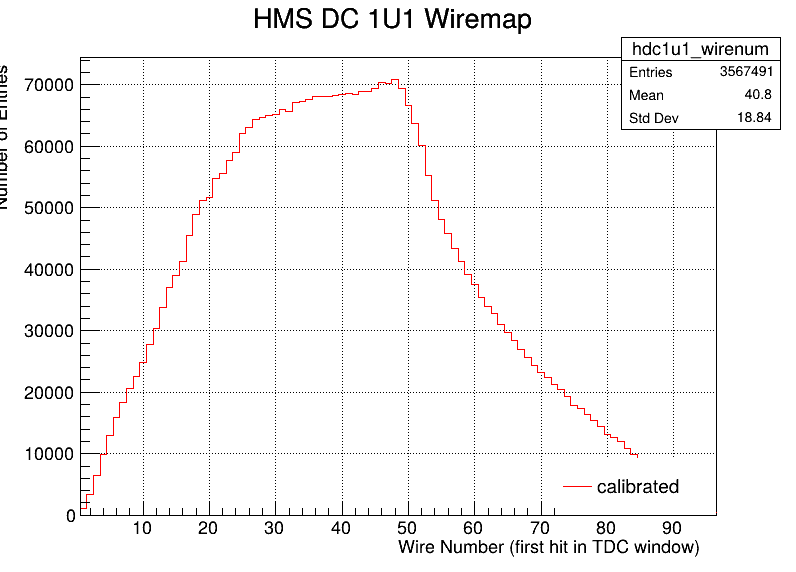 HMS DC 1U1 Wiremap
hdc1u1_wirenum
Entries 3567491
Mean 40.8
Std Dev 18.84
Number of Entries
70000
60000
50000
40000
30000
20000
10000
0
10 20 30 40 50 60 70 80 90
calibrated
Wire Number (first hit in TDC window)